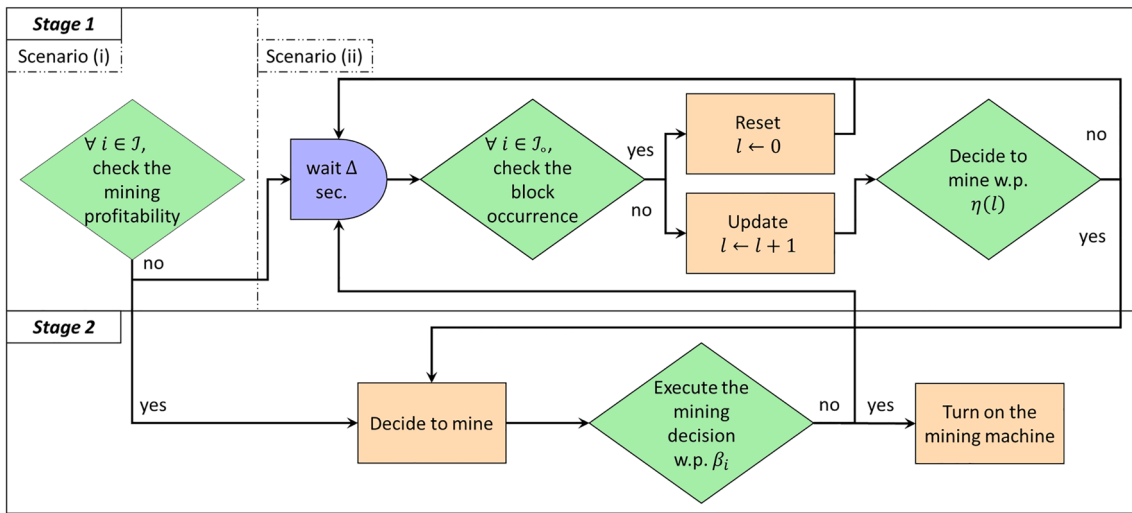 Stage 1
Scenario (i)
Scenario (ii)
∀ i ∈ ℐ,
check the
mining
profitability
no
wait Δ
sec.
∀ i ∈ ℐₒ,
check the
block
occurrence
yes
no
Reset
l ← 0
Update
l ← l + 1
Decide to
mine w.p.
η(l)
no
yes
Stage 2
yes
Decide to mine
Execute the
mining
decision
w.p. βᵢ
no
yes
Turn on the
mining machine